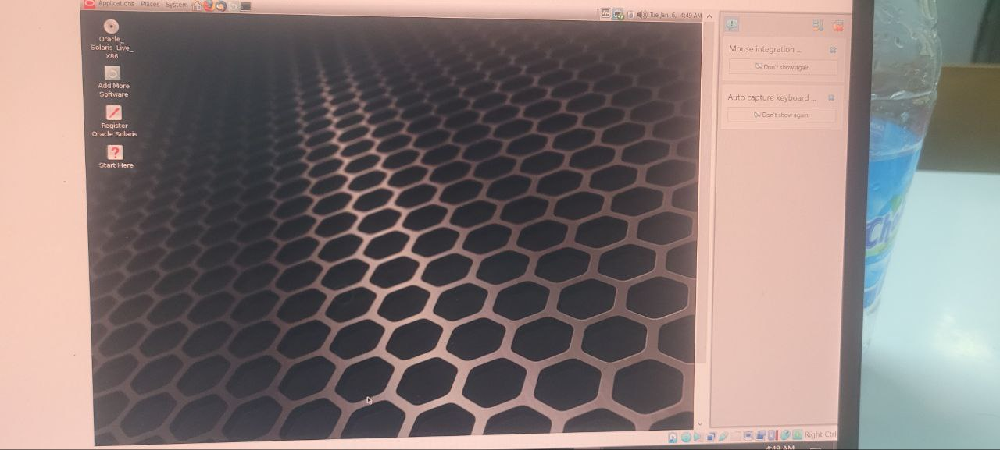 Applications Places System
Tue Jan 6, 4:49 AM
Oracle_
Solaris_Live_
X86
Add More
Software
Register
Oracle Solaris
Start Here
Mouse integration ...
Don't show again
Auto capture keyboard ...
Don't show again
Right Ctrl
4:49 AM